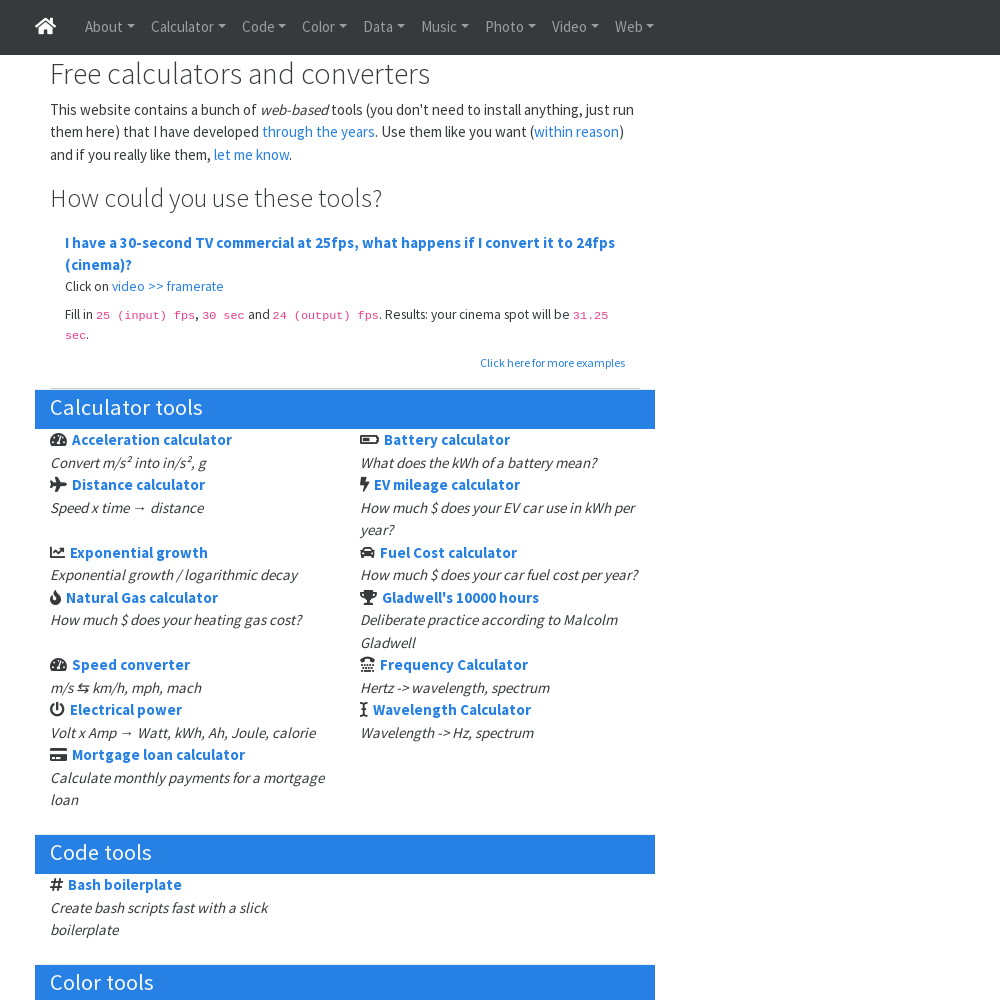 About Calculator Code Color Data Music Photo Video Web
Free calculators and converters
This website contains a bunch of web-based tools (you don't need to install anything, just run
them here) that I have developed through the years. Use them like you want (within reason)
and if you really like them, let me know.
How could you use these tools?
I have a 30-second TV commercial at 25fps, what happens if I convert it to 24fps
(cinema)?
Click on video >> framerate
Fill in 25 (input) fps, 30 sec and 24 (output) fps. Results: your cinema spot will be 31.25
sec.
Click here for more examples
Calculator tools
Acceleration calculator
Convert m/s² into in/s², g
Battery calculator
What does the kWh of a battery mean?
Distance calculator
Speed x time → distance
EV mileage calculator
How much $ does your EV car use in kWh per
year?
Exponential growth
Exponential growth / logarithmic decay
Fuel Cost calculator
How much $ does your car fuel cost per year?
Natural Gas calculator
How much $ does your heating gas cost?
Gladwell's 10000 hours
Deliberate practice according to Malcolm
Gladwell
Speed converter
m/s ⇆ km/h, mph, mach
Frequency Calculator
Hertz -> wavelength, spectrum
Electrical power
Volt x Amp → Watt, kWh, Ah, Joule, calorie
Wavelength Calculator
Wavelength -> Hz, spectrum
Mortgage loan calculator
Calculate monthly payments for a mortgage
loan
Code tools
Bash boilerplate
Create bash scripts fast with a slick
boilerplate
Color tools